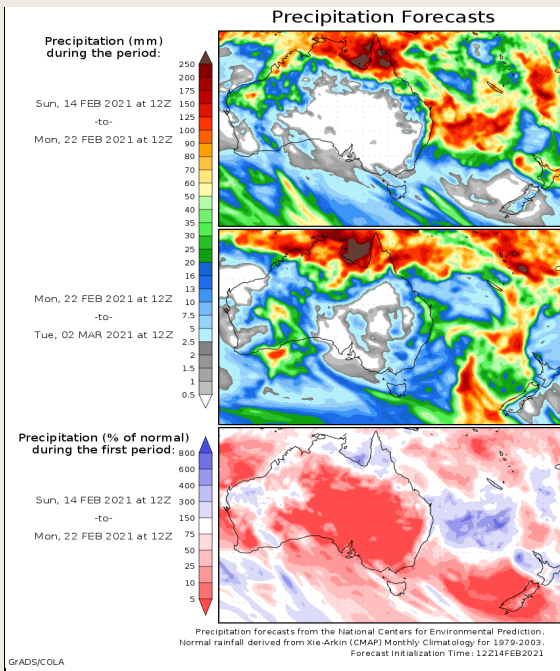 Precipitation Forecasts
Precipitation (mm)
during the period:
Sun, 14 FEB 2021 at 12Z
-to-
Mon, 22 FEB 2021 at 12Z
250
200
175
150
125
100
90
80
70
60
50
40
35
30
25
20
16
13
10
7.5
5
2.5
2
1.5
1
0.5
Mon, 22 FEB 2021 at 12Z
-to-
Tue, 02 MAR 2021 at 12Z
Precipitation (% of normal)
during the first period:
Sun, 14 FEB 2021 at 12Z
-to-
Mon, 22 FEB 2021 at 12Z
800
600
400
300
150
75
50
25
10
5
Precipitation forecasts from the National Centers for Environmental Prediction.
Normal rainfall derived from Xie-Arkin (CMAP) Monthly Climatology for 1979-2003.
Forecast Initialization Time: 12Z14FEB2021
GrADS/COLA